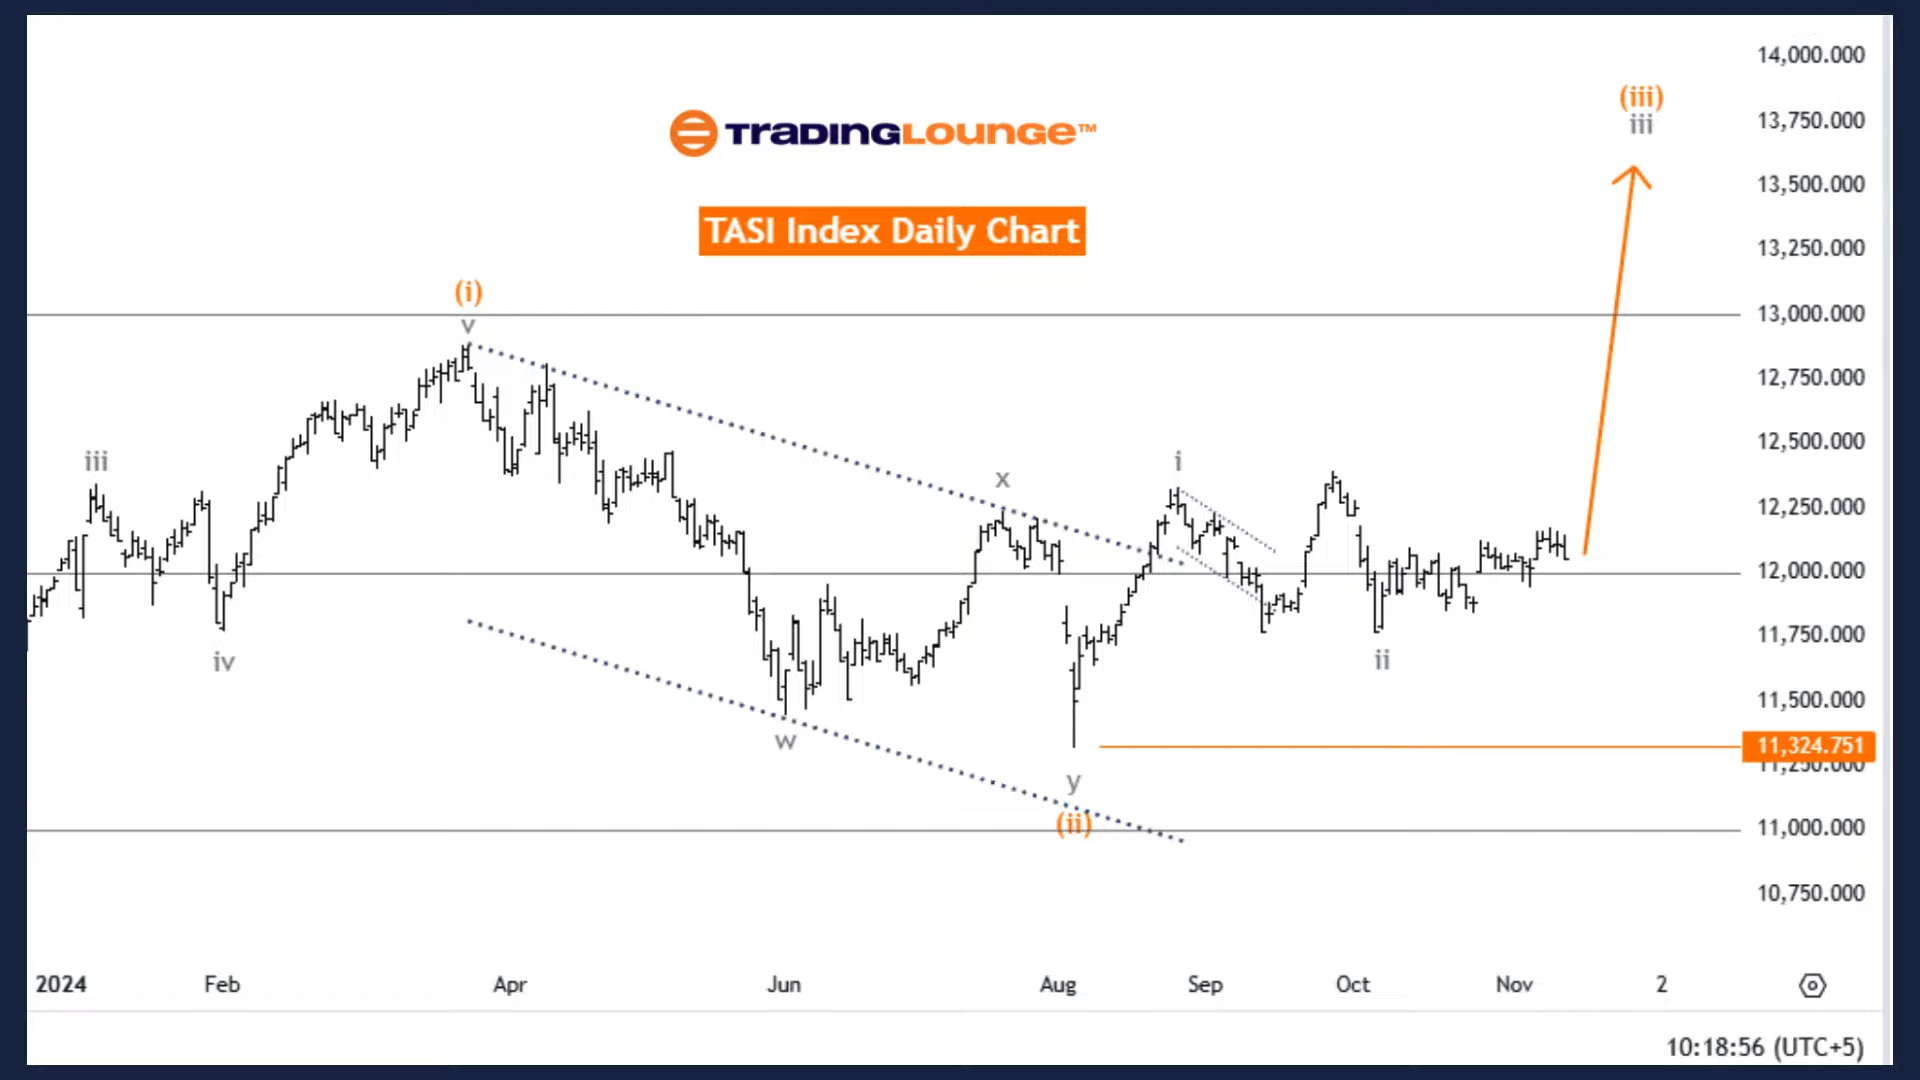 TRADINGLOUNGE™
TASI Index Daily Chart
(i)
v
iii
iv
w
x
y
(ii)
i
ii
(iii)
iii
14,000.000
13,750.000
13,500.000
13,250.000
13,000.000
12,750.000
12,500.000
12,250.000
12,000.000
11,750.000
11,500.000
11,324.751
11,250.000
11,000.000
10,750.000
2024 Feb Apr Jun Aug Sep Oct Nov 2
10:18:56 (UTC+5)